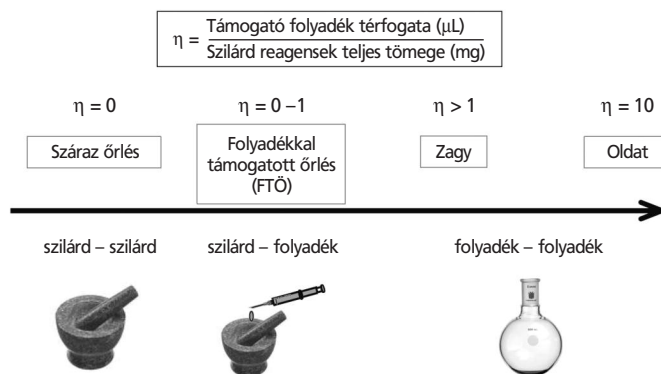 η = Támogató folyadék térfogata (μL)
Szilárd reagensek teljes tömege (mg)
η = 0
η = 0 –1
η > 1
η = 10
Száraz őrlés
Folyadékkal
támogatott őrlés
(FTÖ)
Zagy
Oldat
szilárd – szilárd
szilárd – folyadék
folyadék – folyadék